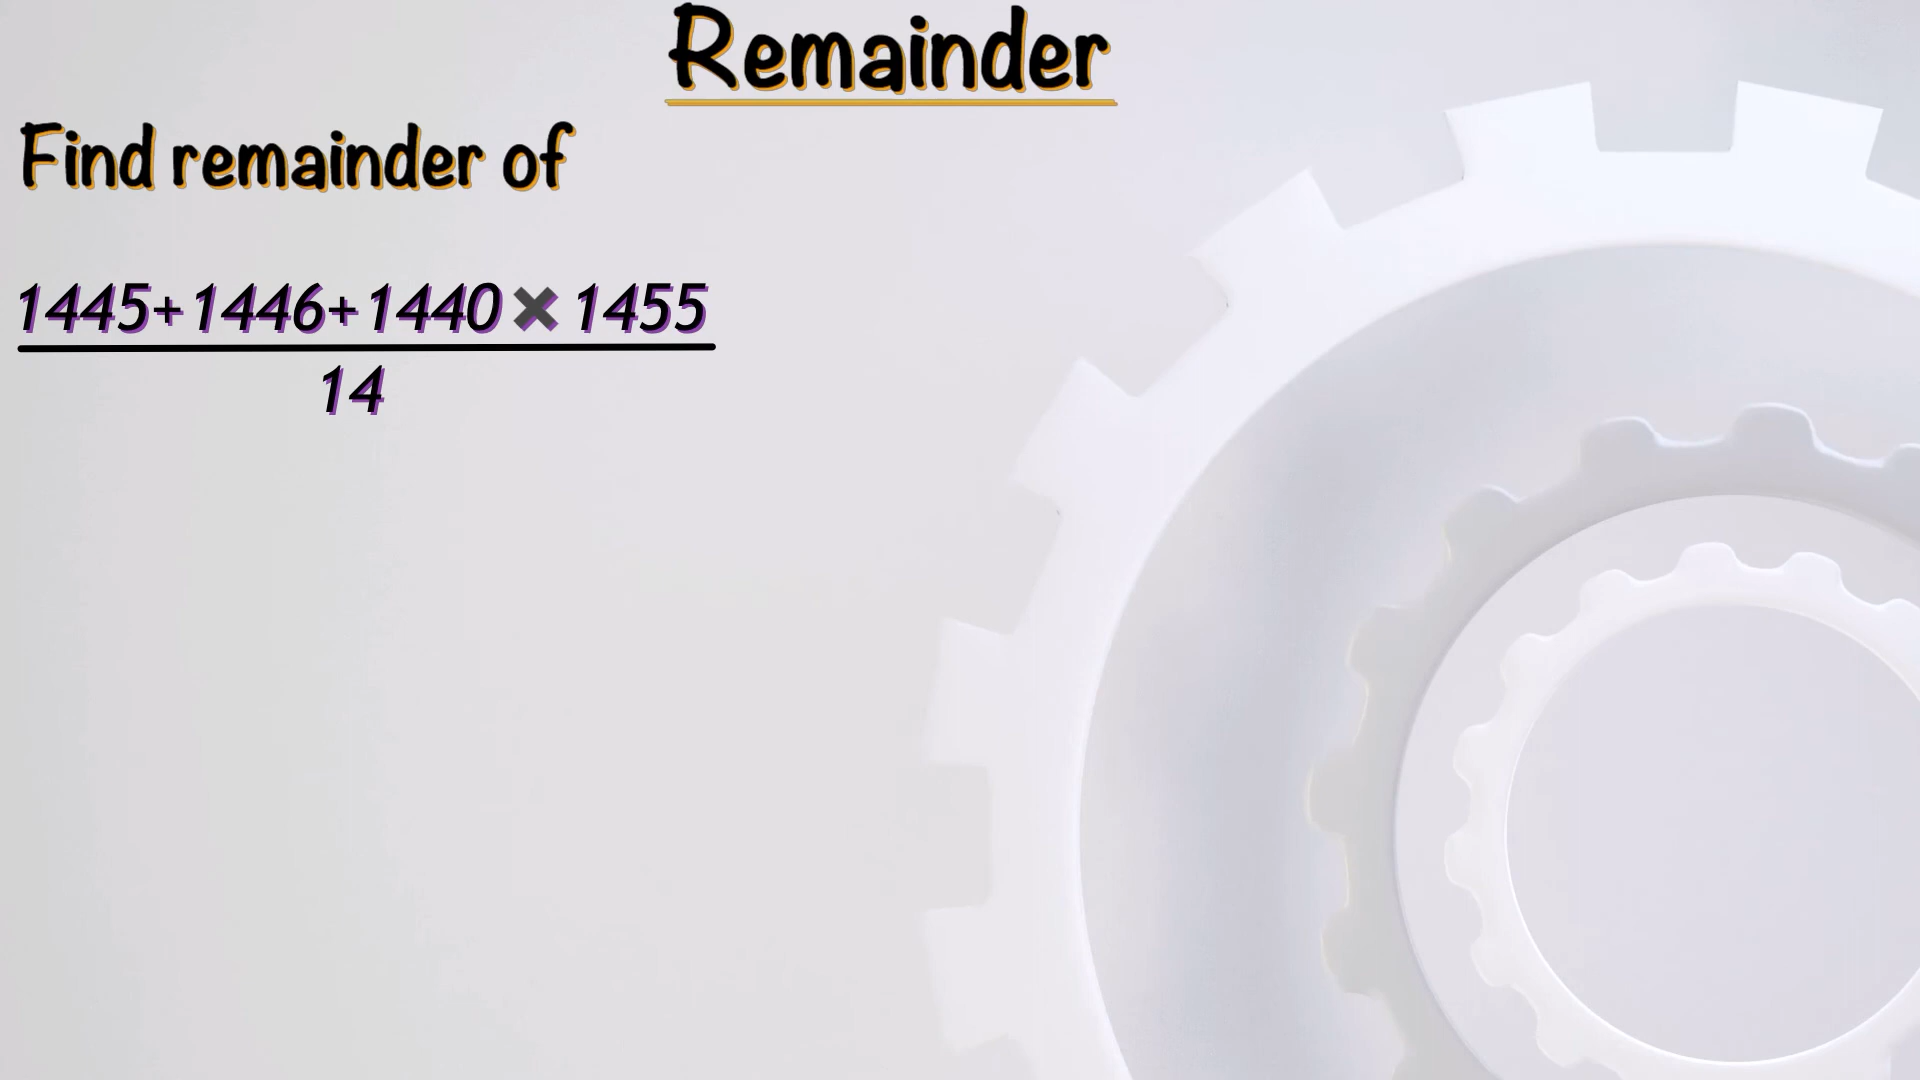 Remainder
Find remainder of
1445+1446+1440✖1455
14